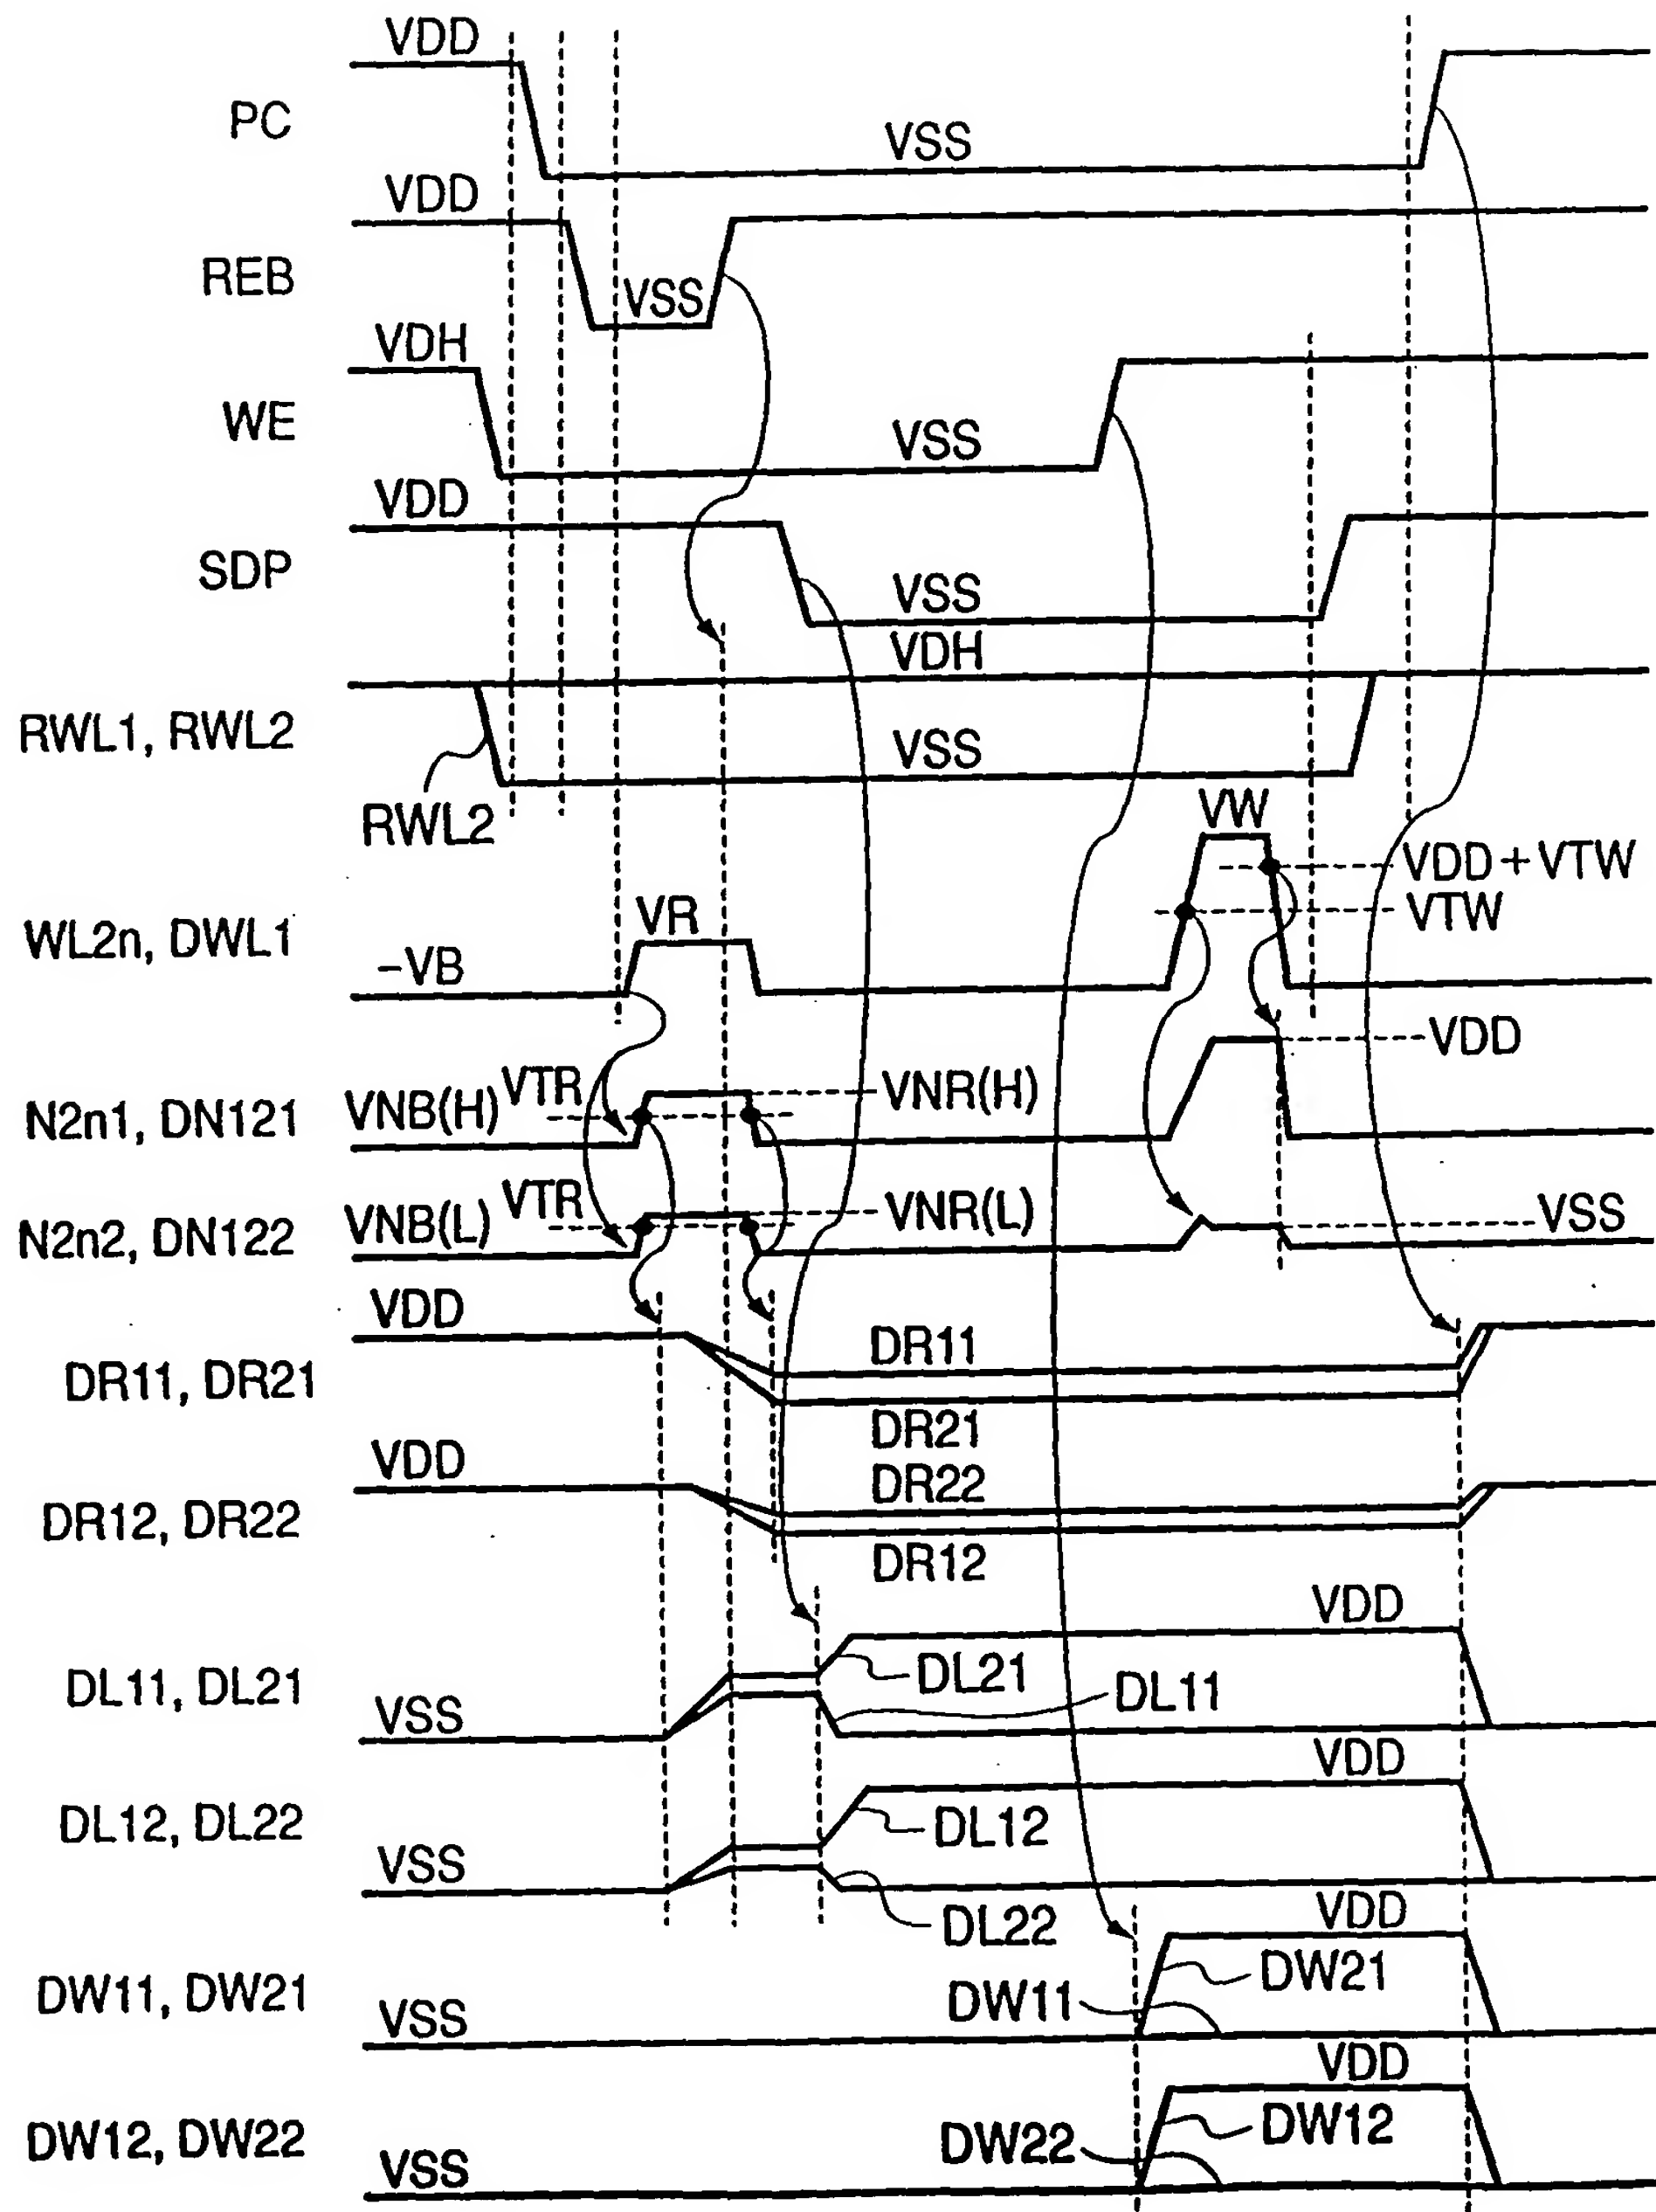 VDD
PC
VSS
VDD
REB
VSS
VDH
WE
VSS
VDD
SDP
VSS
VDH
RWL1, RWL2
VSS
RWL2
VW
VDD+VTW
VTW
WL2n, DWL1
VR
-VB
VDD
N2n1, DN121
VNB(H)
VTR
VNR(H)
N2n2, DN122
VNB(L)
VTR
VNR(L)
VSS
VDD
DR11, DR21
DR11
DR21
VDD
DR12, DR22
DR22
DR12
VDD
DL11, DL21
DL21
DL11
VSS
VDD
DL12, DL22
DL12
VSS
DL22
VDD
DW11, DW21
DW21
DW11
VSS
VDD
DW12, DW22
DW12
DW22
VSS